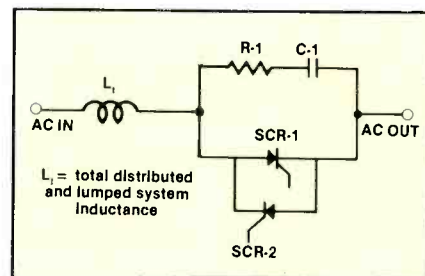 R-1
C-1
L₁
AC IN
SCR-1
AC OUT
L₁ = total distributed
and lumped system
inductance
SCR-2